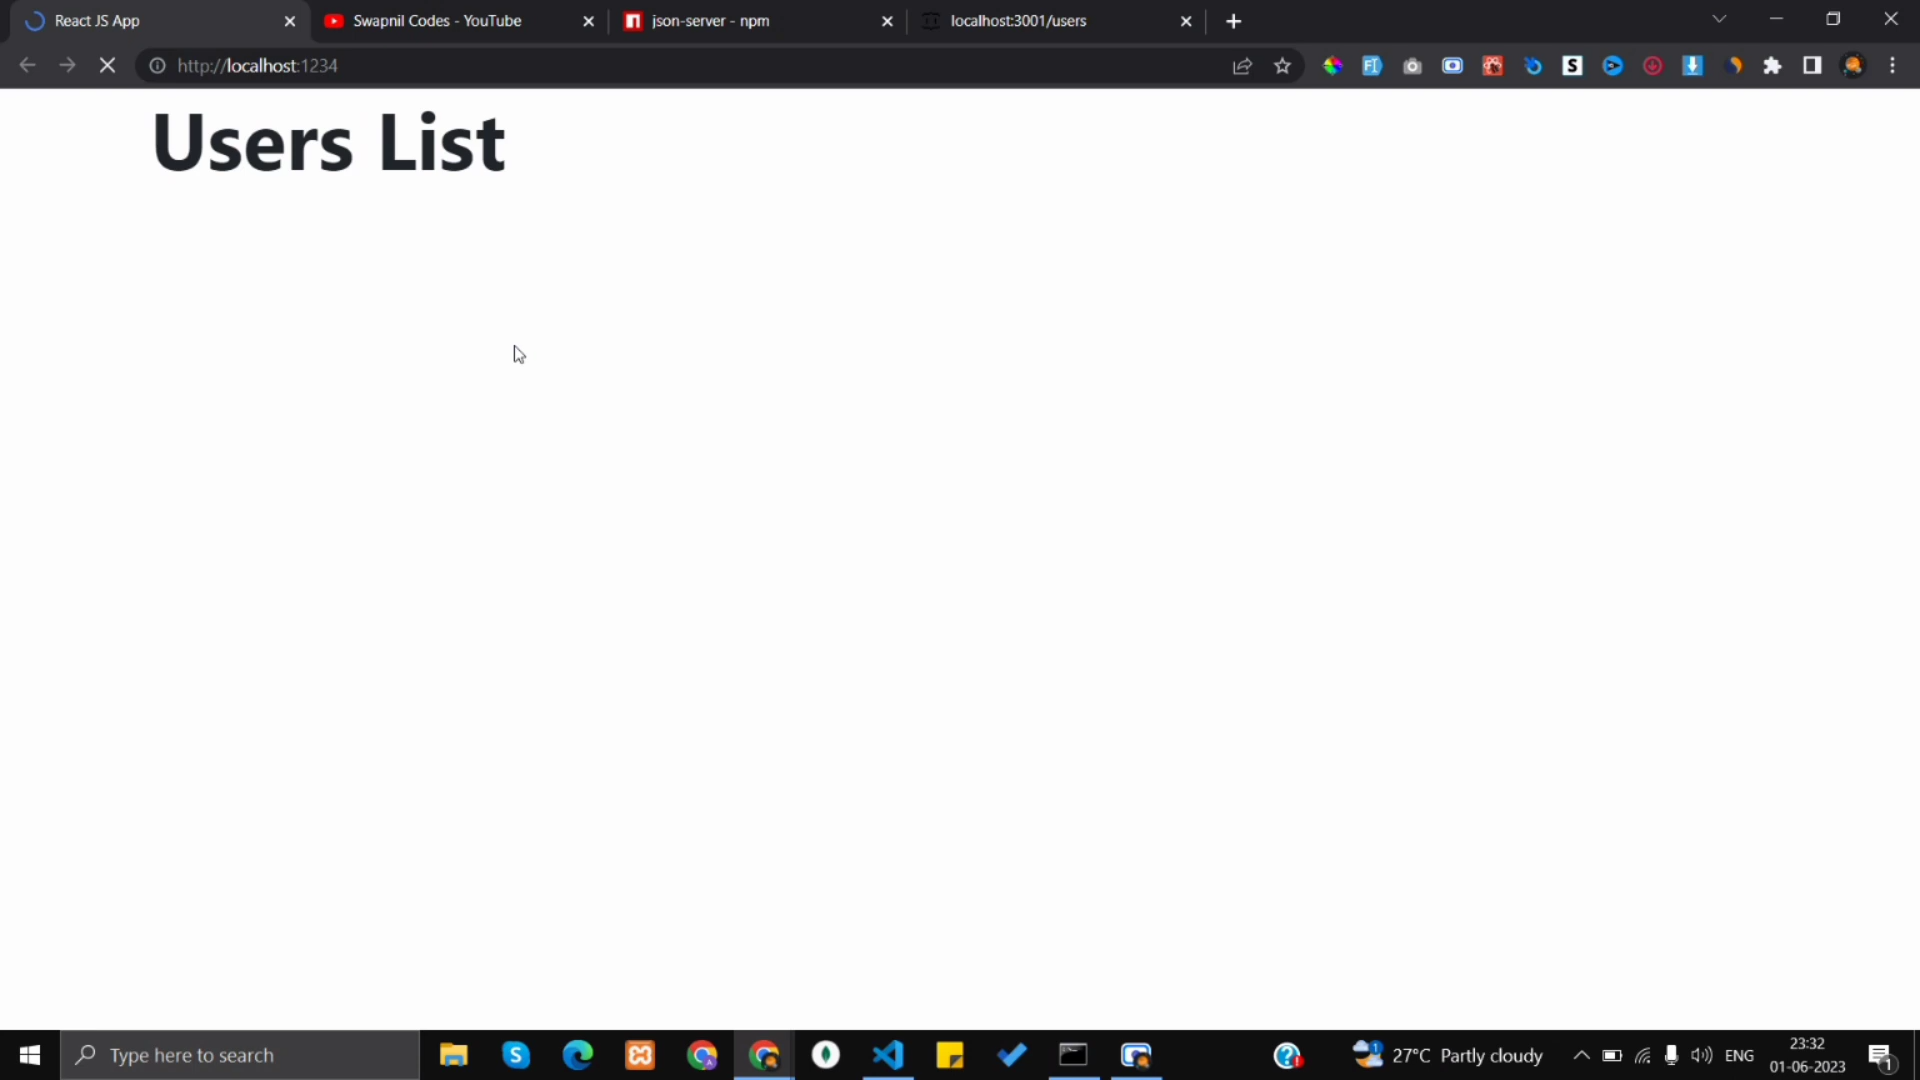 React JS App
Swapnil Codes - YouTube
json-server - npm
localhost:3001/users
http://localhost:1234
Users List
Type here to search
27°C Partly cloudy
ENG
23:32
01-06-2023
1